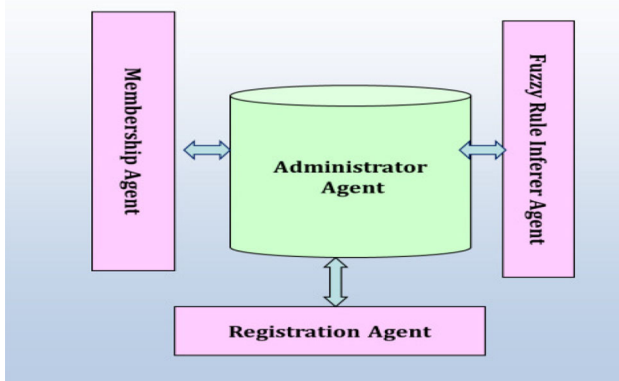 Membership Agent
Administrator
Agent
Fuzzy Rule Inferer Agent
Registration Agent